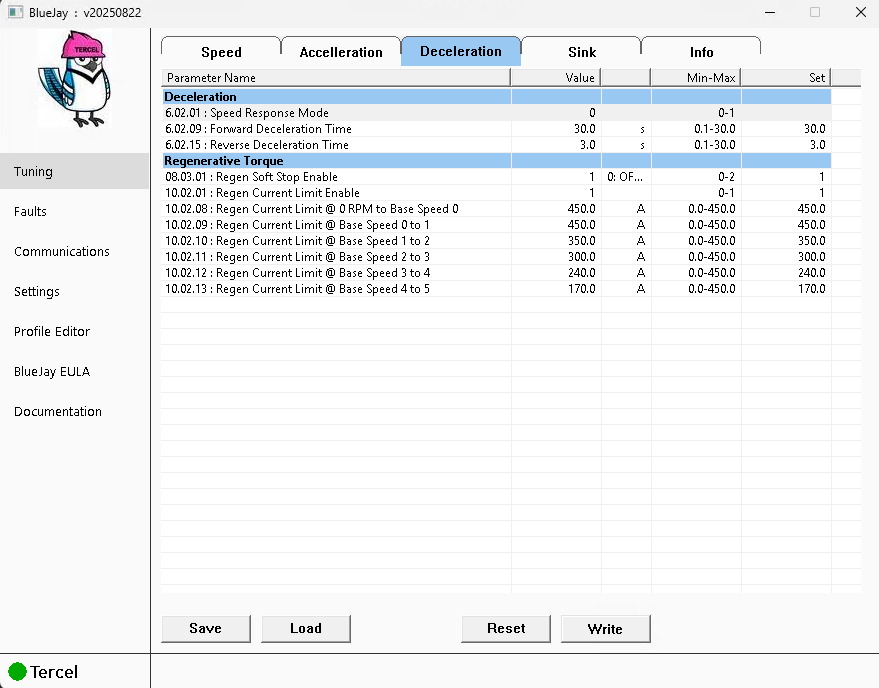 BlueJay : v20250822
TERCEL
Speed Accelleration Deceleration Sink Info
Parameter Name Value Min-Max Set
Deceleration
6.02.01 : Speed Response Mode 0 0-1
6.02.09 : Forward Deceleration Time 30.0 s 0.1-30.0 30.0
6.02.15 : Reverse Deceleration Time 3.0 s 0.1-30.0 3.0
Regenerative Torque
08.03.01 : Regen Soft Stop Enable 1 0: OF... 0-2 1
10.02.01 : Regen Current Limit Enable 1 0-1 1
10.02.08 : Regen Current Limit @ 0 RPM to Base Speed 0 450.0 A 0.0-450.0 450.0
10.02.09 : Regen Current Limit @ Base Speed 0 to 1 450.0 A 0.0-450.0 450.0
10.02.10 : Regen Current Limit @ Base Speed 1 to 2 350.0 A 0.0-450.0 350.0
10.02.11 : Regen Current Limit @ Base Speed 2 to 3 300.0 A 0.0-450.0 300.0
10.02.12 : Regen Current Limit @ Base Speed 3 to 4 240.0 A 0.0-450.0 240.0
10.02.13 : Regen Current Limit @ Base Speed 4 to 5 170.0 A 0.0-450.0 170.0
Tuning
Faults
Communications
Settings
Profile Editor
BlueJay EULA
Documentation
Save Load Reset Write
Tercel